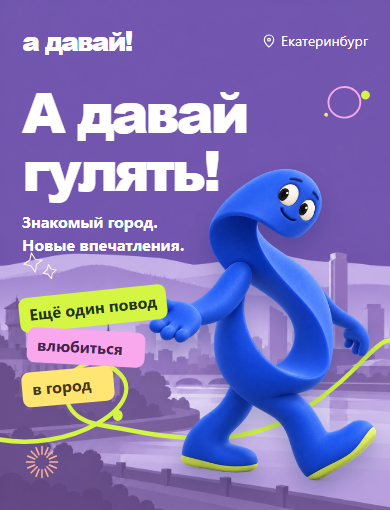 а давай!
Екатеринбург
А давай
гулять!
Знакомый город.
Новые впечатления.
Ещё один повод
влюбиться
в город